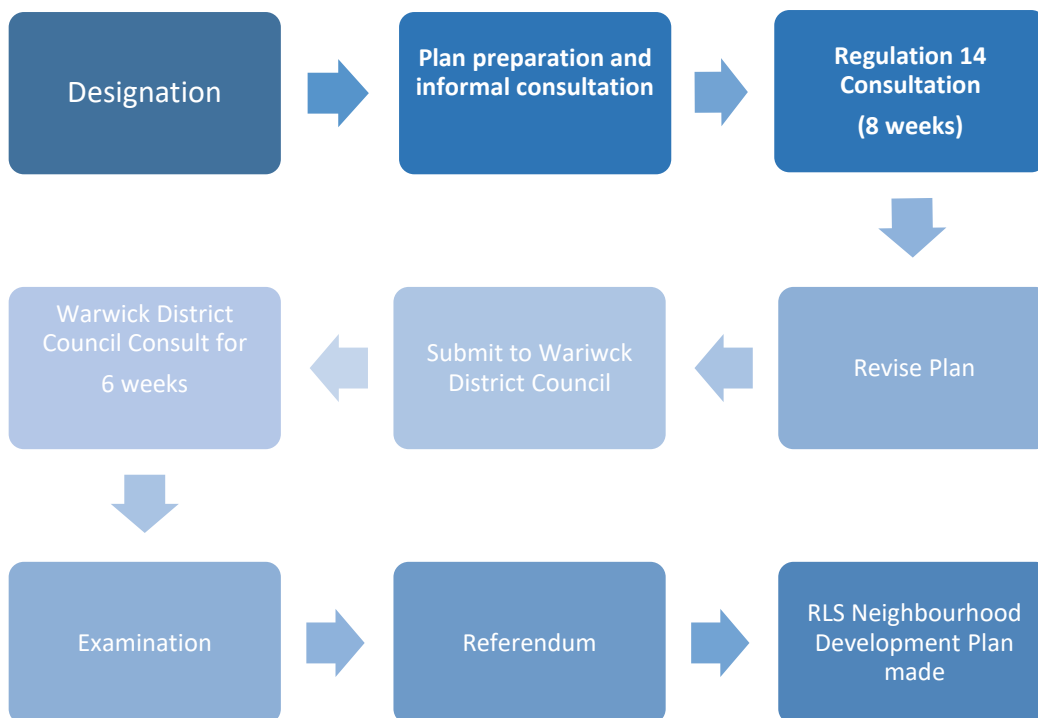 Designation
Plan preparation and
informal consultation
Regulation 14
Consultation
(8 weeks)
Revise Plan
Submit to Wariwck
District Council
Warwick District
Council Consult for
6 weeks
Examination
Referendum
RLS Neighbourhood
Development Plan
made